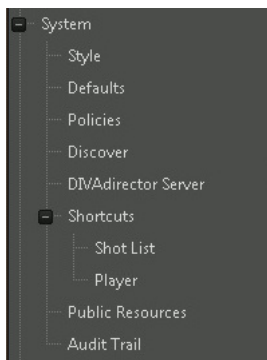 System
Style
Defaults
Policies
Discover
DIVAdirector Server
Shortcuts
Shot List
Player
Public Resources
Audit Trail